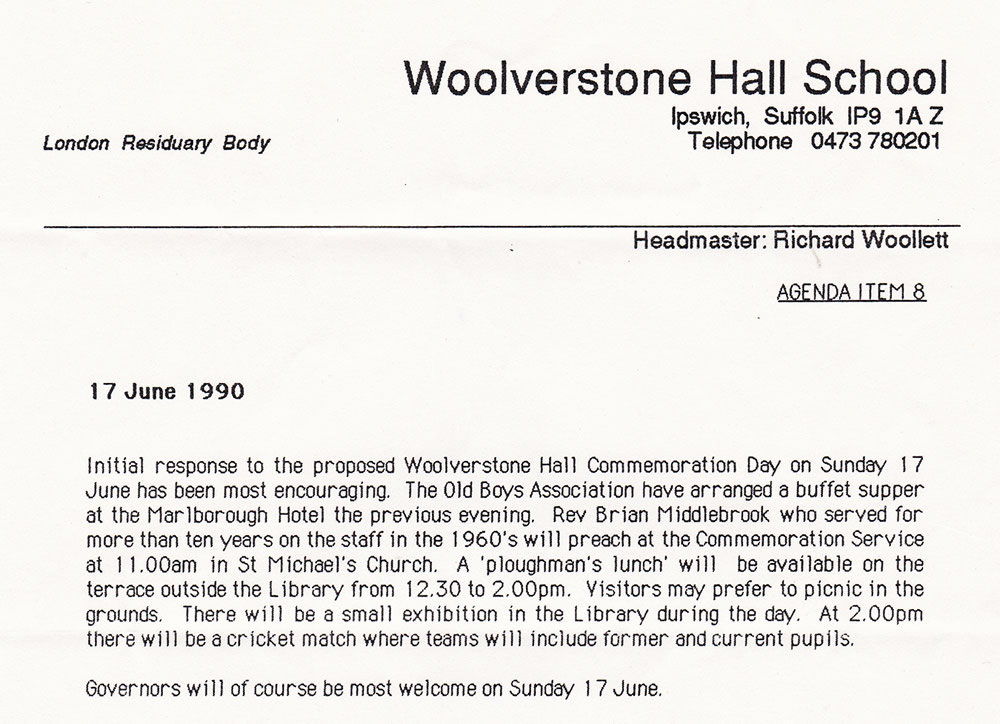 Woolverstone Hall School
Ipswich, Suffolk IP9 1A Z
London Residuary Body
Telephone 0473 780201
Headmaster: Richard Woollett
AGENDA ITEM 8
17 June 1990
Initial response to the proposed Woolverstone Hall Commemoration Day on Sunday 17
June has been most encouraging. The Old Boys Association have arranged a buffet supper
at the Marlborough Hotel the previous evening. Rev Brian Middlebrook who served for
more than ten years on the staff in the 1960's will preach at the Commemoration Service
at 11.00am in St Michael's Church. A 'ploughman's lunch' will be available on the
terrace outside the Library from 12.30 to 2.00pm. Visitors may prefer to picnic in the
grounds. There will be a small exhibition in the Library during the day. At 2.00pm
there will be a cricket match where teams will include former and current pupils.
Governors will of course be most welcome on Sunday 17 June.